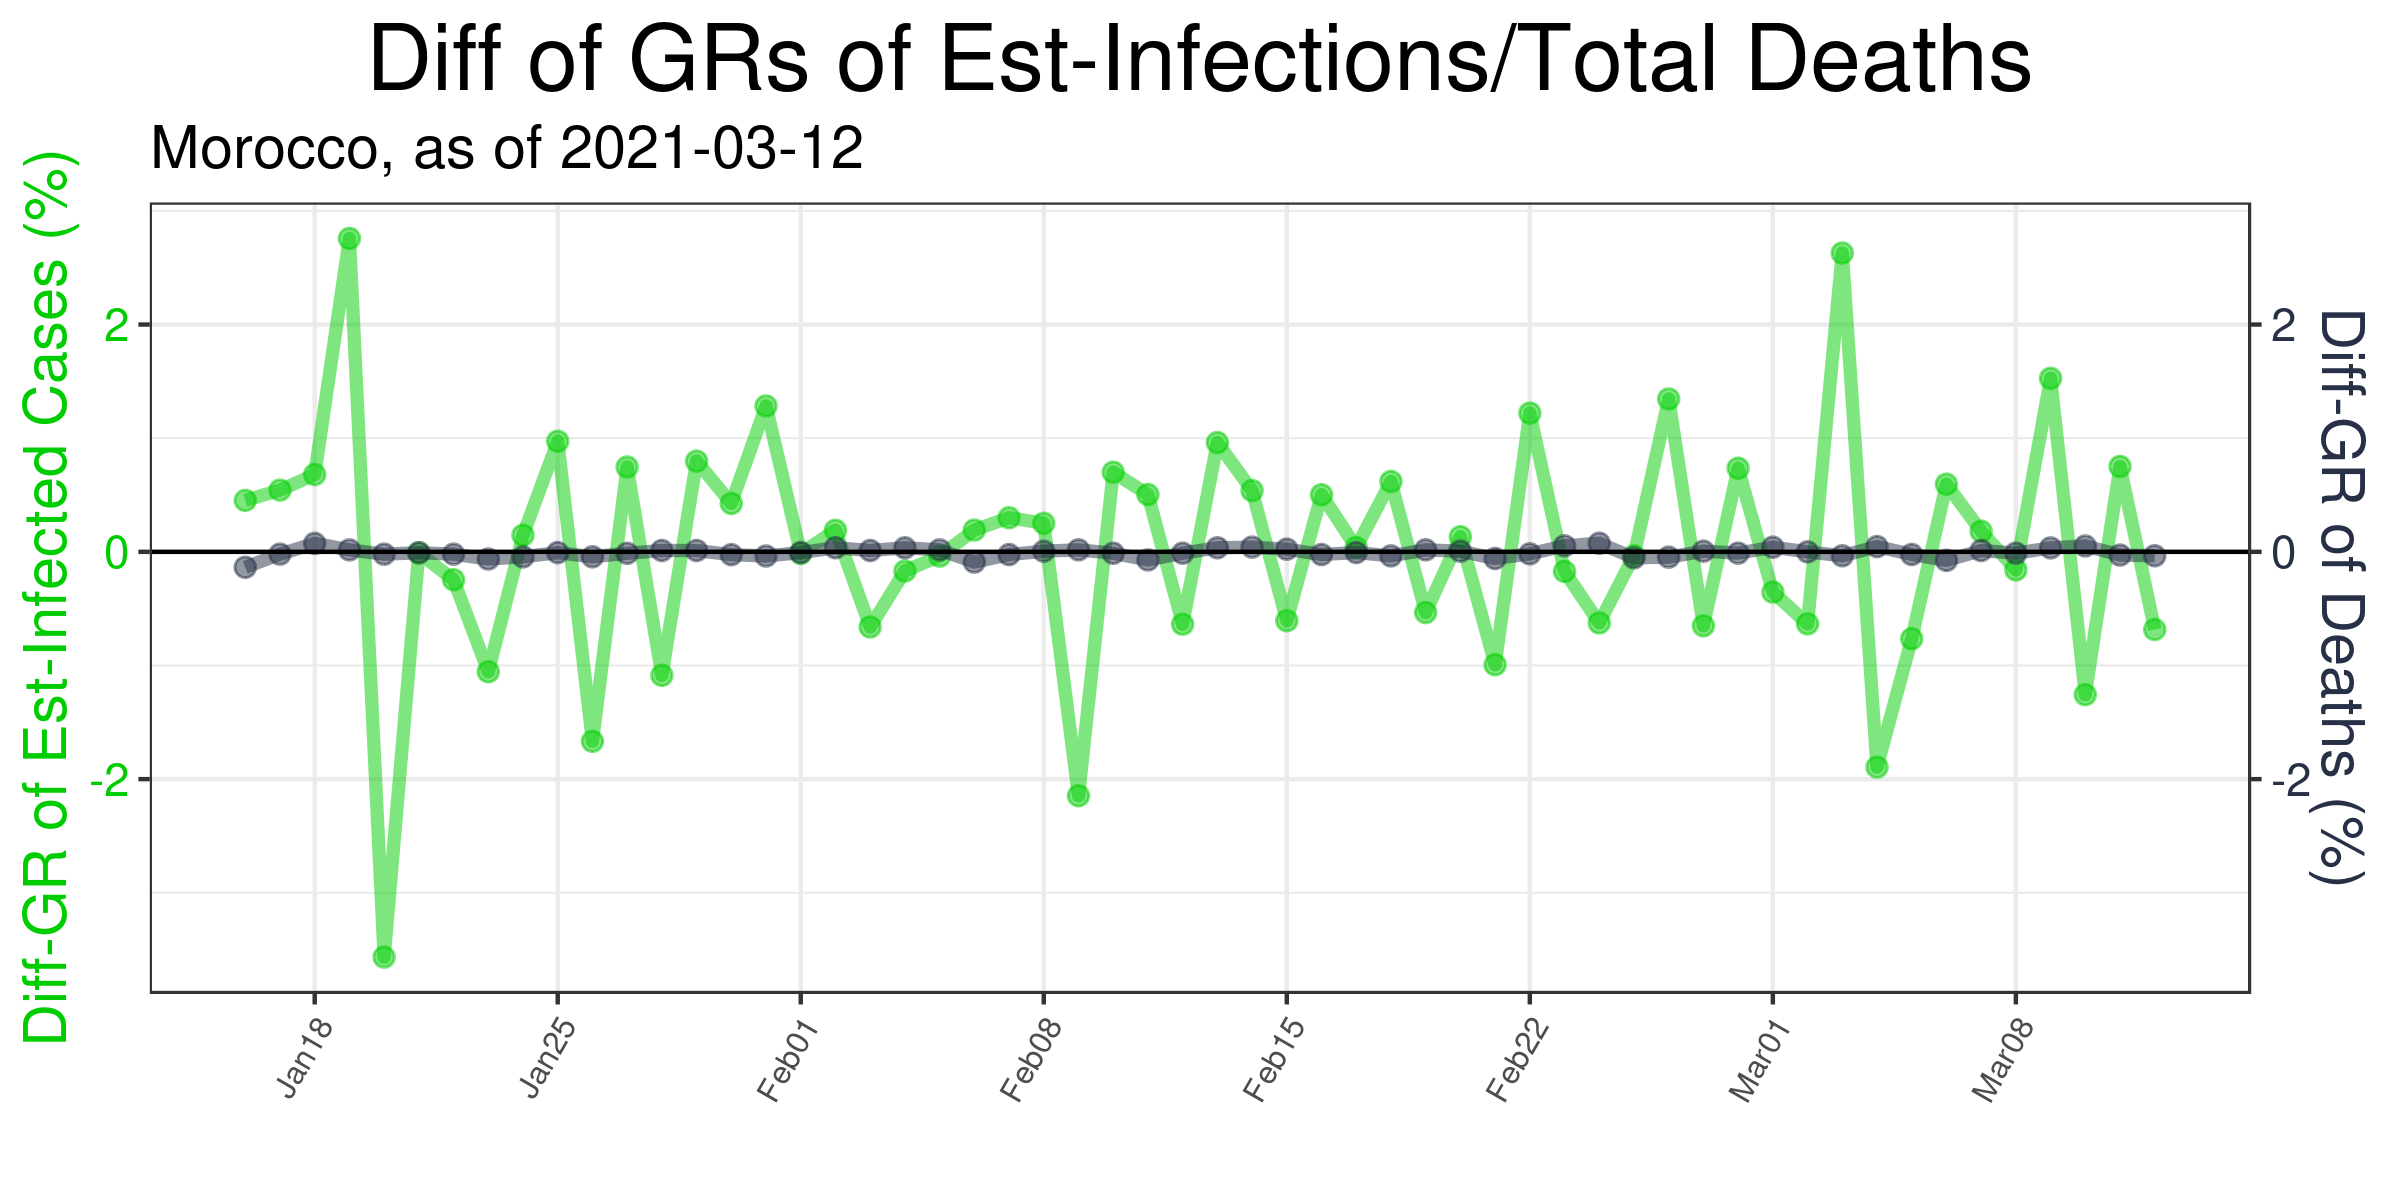 Diff of GRs of Est-Infections/Total Deaths
Morocco, as of 2021-03-12
Diff-GR of Est-Infected Cases (%)
2
0
-2
2
0
-2
Diff-GR of Deaths (%)
Jan18
Jan25
Feb01
Feb08
Feb15
Feb22
Mar01
Mar08